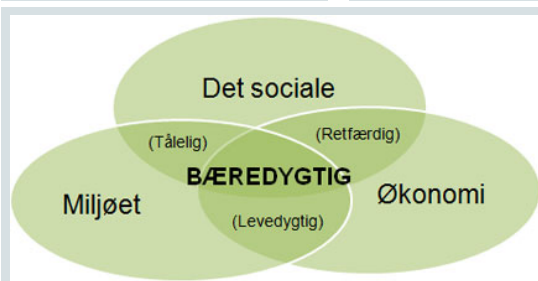 Det sociale
(Tålelig)
(Retfærdig)
BÆREDYGTIG
Miljøet
Økonomi
(Levedygtig)